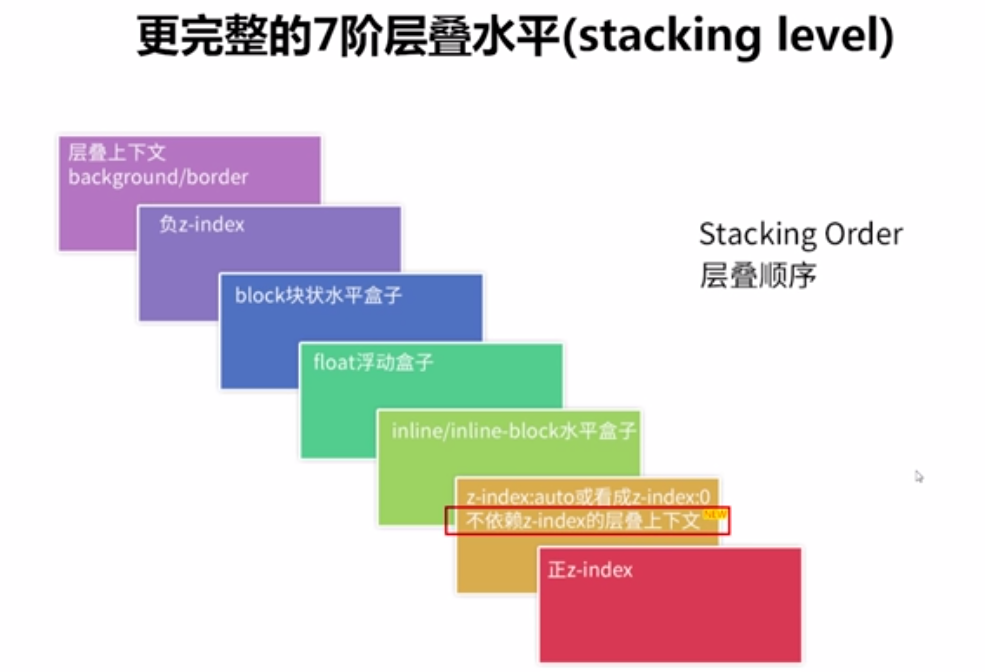 更完整的7阶层叠水平(stacking level)
层叠上下文
background/border
负z-index
Stacking Order
层叠顺序
block块状水平盒子
float浮动盒子
inline/inline-block水平盒子
z-index:auto或看成z-index:0
不依赖z-index的层叠上下文 NEW
正z-index